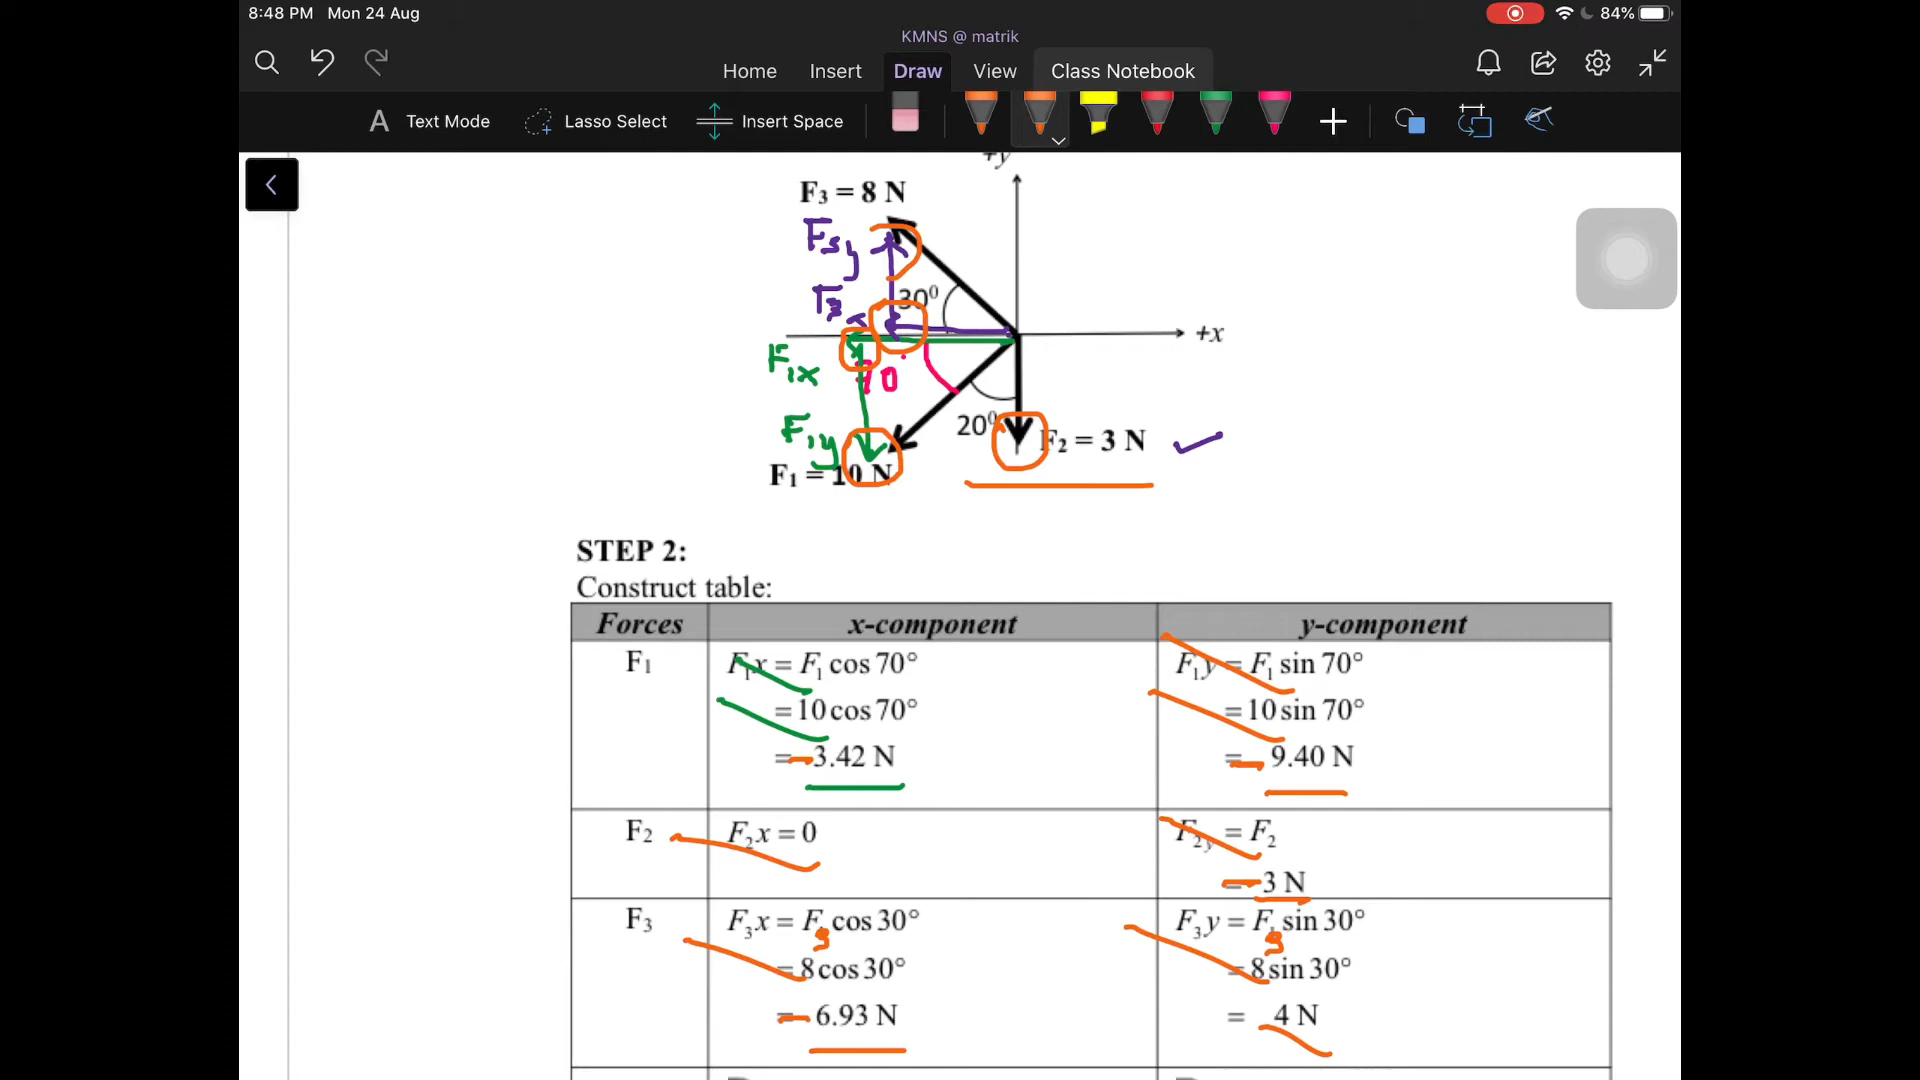 8:48 PM Mon 24 Aug
84%
KMNS @ matrik
Home Insert Draw View Class Notebook
A Text Mode Lasso Select Insert Space
+y
F3 = 8 N
F3y
30⁰
F3x
+x
F1x
70
F1y
20⁰
F2 = 3 N
F1 = 10 N
STEP 2:
Construct table:
Forces x-component y-component
F1 F1x = F1 cos 70° F1y = F1 sin 70°
= 10 cos 70° = 10 sin 70°
= - 3.42 N = - 9.40 N
F2 F2x = 0 F2y = F2
= - 3 N
F3 F3x = F3 cos 30° F3y = F3 sin 30°
= 8 cos 30° = 8 sin 30°
= - 6.93 N = 4 N